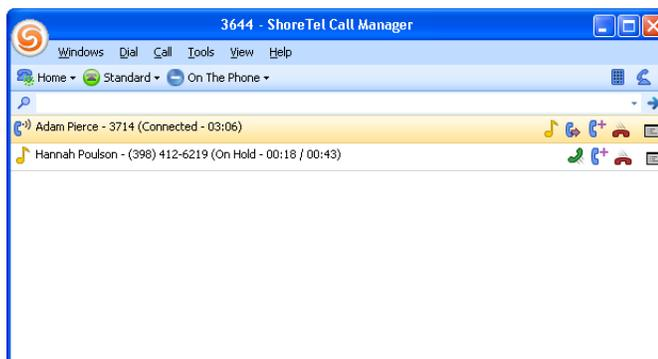 3644 - ShoreTel Call Manager
Windows Dial Call Tools View Help
Home Standard On The Phone
Adam Pierce - 3714 (Connected - 03:06)
Hannah Poulson - (398) 412-6219 (On Hold - 00:18 / 00:43)